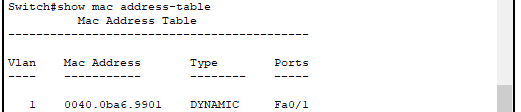 Switch#show mac address-table
Mac Address Table
-------------------------------------------
Vlan Mac Address Type Ports
---- ----------- -------- -----
1 0040.0ba6.9901 DYNAMIC Fa0/1